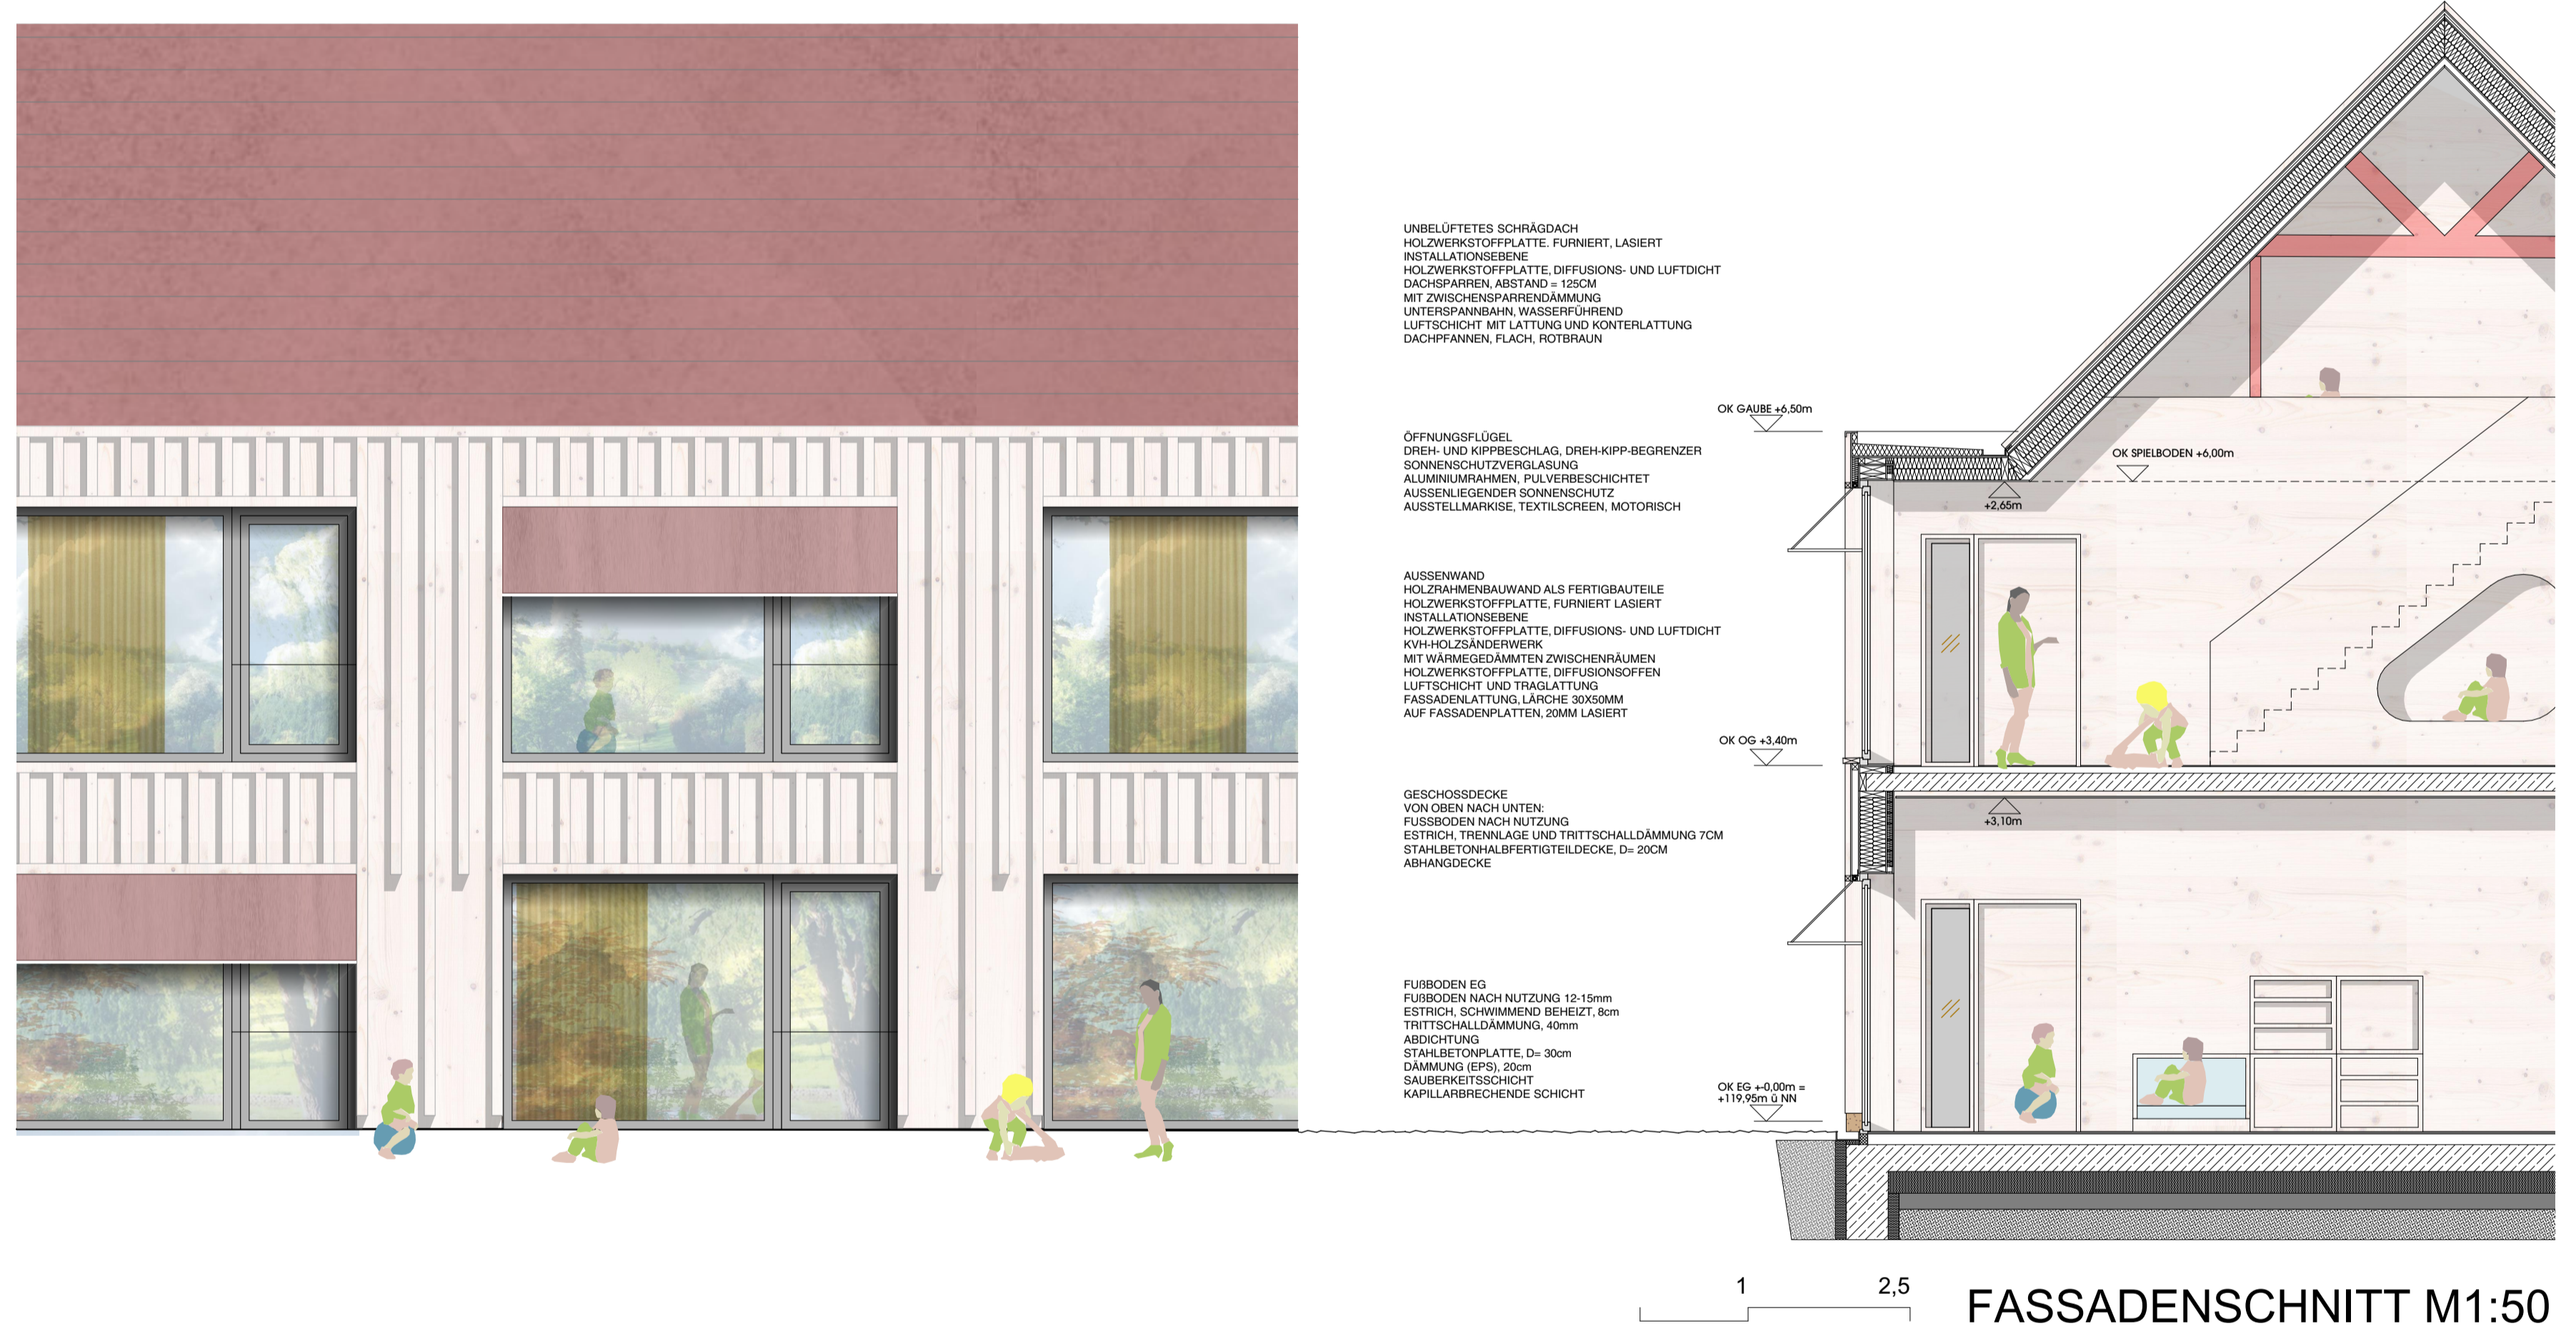 UNBELÜFTETES SCHRÄGDACH
HOLZWERKSTOFFPLATTE. FURNIERT, LASIERT
INSTALLATIONSEBENE
HOLZWERKSTOFFPLATTE, DIFFUSIONS- UND LUFTDICHT
DACHSPARREN, ABSTAND = 125CM
MIT ZWISCHENSPARRENDÄMMUNG
UNTERSPANNBAHN, WASSERFÜHREND
LUFTSCHICHT MIT LATTUNG UND KONTERLATTUNG
DACHPFANNEN, FLACH, ROTBRAUN
OK GAUBE +6,50m
ÖFFNUNGSFLÜGEL
DREH- UND KIPPBESCHLAG, DREH-KIPP-BEGRENZER
SONNENSCHUTZVERGLASUNG
ALUMINIUMRAHMEN, PULVERBESCHICHTET
AUSSENLIEGENDER SONNENSCHUTZ
AUSSTELLMARKISE, TEXTILSCREEN, MOTORISCH
OK SPIELBODEN +6,00m
+2,65m
AUSSENWAND
HOLZRAHMENBAUWAND ALS FERTIGBAUTEILE
HOLZWERKSTOFFPLATTE, FURNIERT LASIERT
INSTALLATIONSEBENE
HOLZWERKSTOFFPLATTE, DIFFUSIONS- UND LUFTDICHT
KVH-HOLZSÄNDERWERK
MIT WÄRMEGEDÄMMTEN ZWISCHENRÄUMEN
HOLZWERKSTOFFPLATTE, DIFFUSIONSOFFEN
LUFTSCHICHT UND TRAGLATTUNG
FASSADENLATTUNG, LÄRCHE 30X50MM
AUF FASSADENPLATTEN, 20MM LASIERT
OK OG +3,40m
GESCHOSSDECKE
VON OBEN NACH UNTEN:
FUSSBODEN NACH NUTZUNG
ESTRICH, TRENNLAGE UND TRITTSCHALLDÄMMUNG 7CM
STAHLBETONHALBFERTIGTEILDECKE, D= 20CM
ABHANGDECKE
+3,10m
FUßBODEN EG
FUßBODEN NACH NUTZUNG 12-15mm
ESTRICH, SCHWIMMEND BEHEIZT, 8cm
TRITTSCHALLDÄMMUNG, 40mm
ABDICHTUNG
STAHLBETONPLATTE, D= 30cm
DÄMMUNG (EPS), 20cm
SAUBERKEITSSCHICHT
KAPILLARBRECHENDE SCHICHT
OK EG +-0,00m =
+119,95m ü NN
1 2,5
FASSADENSCHNITT M1:50